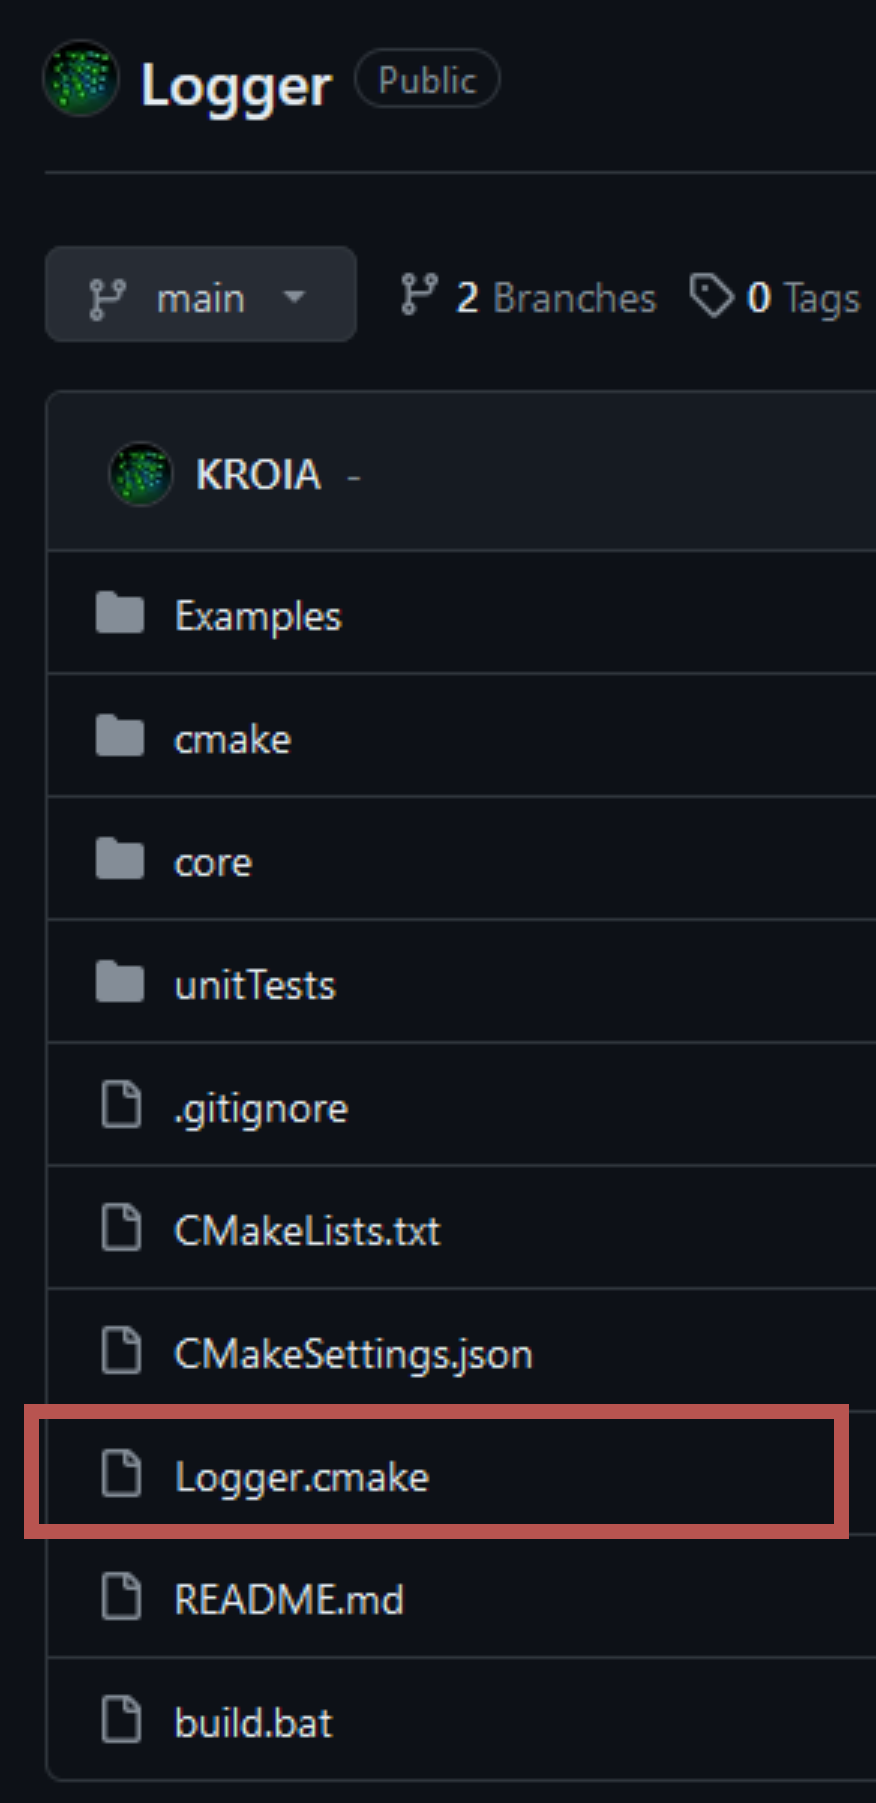 Logger Public
main 2 Branches 0 Tags
KROIA -
Examples
cmake
core
unitTests
.gitignore
CMakeLists.txt
CMakeSettings.json
Logger.cmake
README.md
build.bat